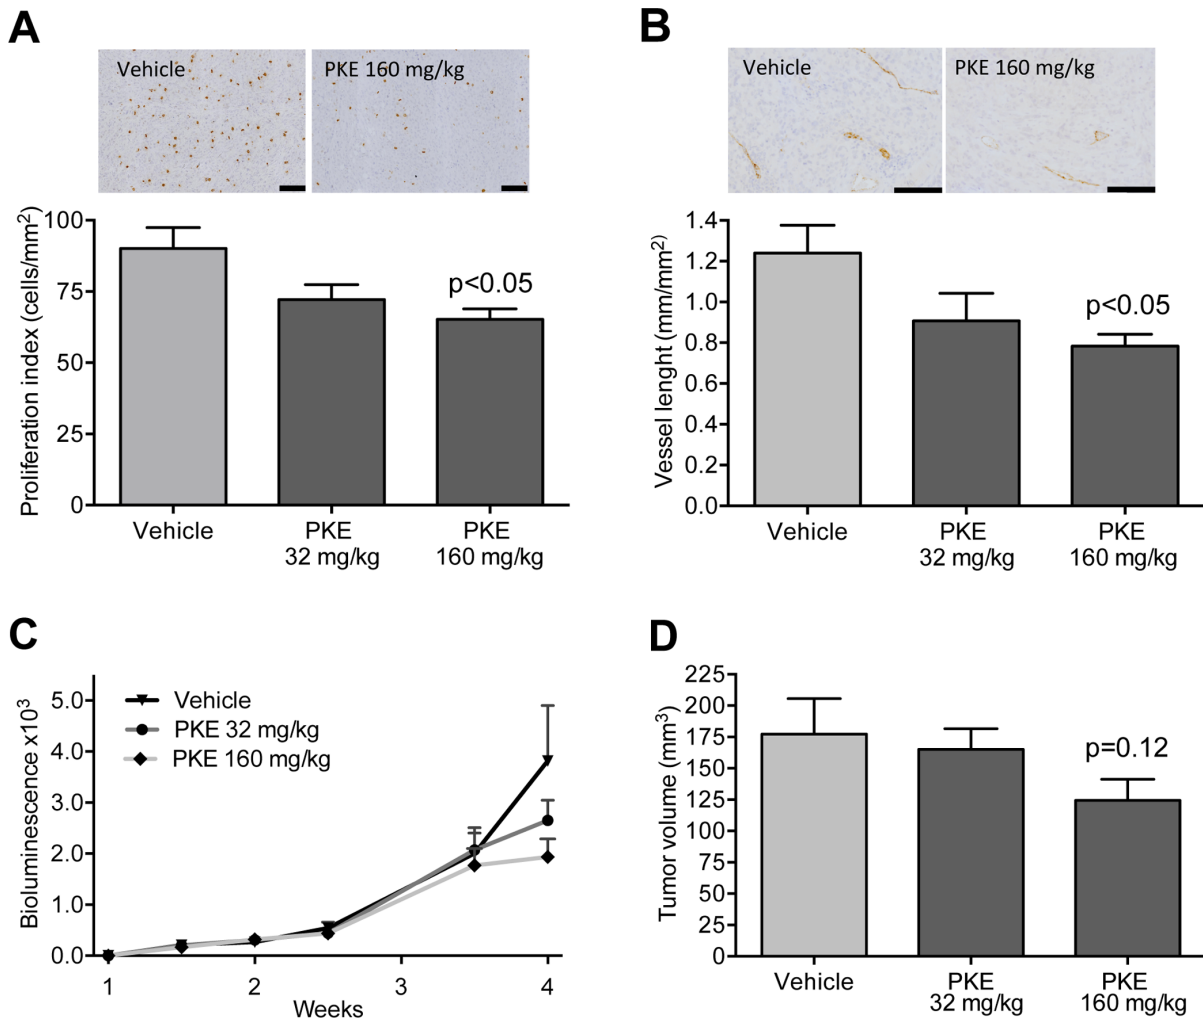 A
Vehicle
PKE 160 mg/kg
Proliferation index (cells/mm²)
100
75
50
25
0
p<0.05
Vehicle
PKE
32 mg/kg
PKE
160 mg/kg
B
Vehicle
PKE 160 mg/kg
Vessel lenght (mm/mm²)
1.4
1.2
1.0
0.8
0.6
0.4
0.2
0.0
p<0.05
Vehicle
PKE
32 mg/kg
PKE
160 mg/kg
C
Bioluminescence x10³
5.0
4.0
3.0
2.0
1.0
0.0
Vehicle
PKE 32 mg/kg
PKE 160 mg/kg
1
2
3
4
Weeks
D
Tumor volume (mm³)
225
200
175
150
125
100
75
50
25
0
p=0.12
Vehicle
PKE
32 mg/kg
PKE
160 mg/kg